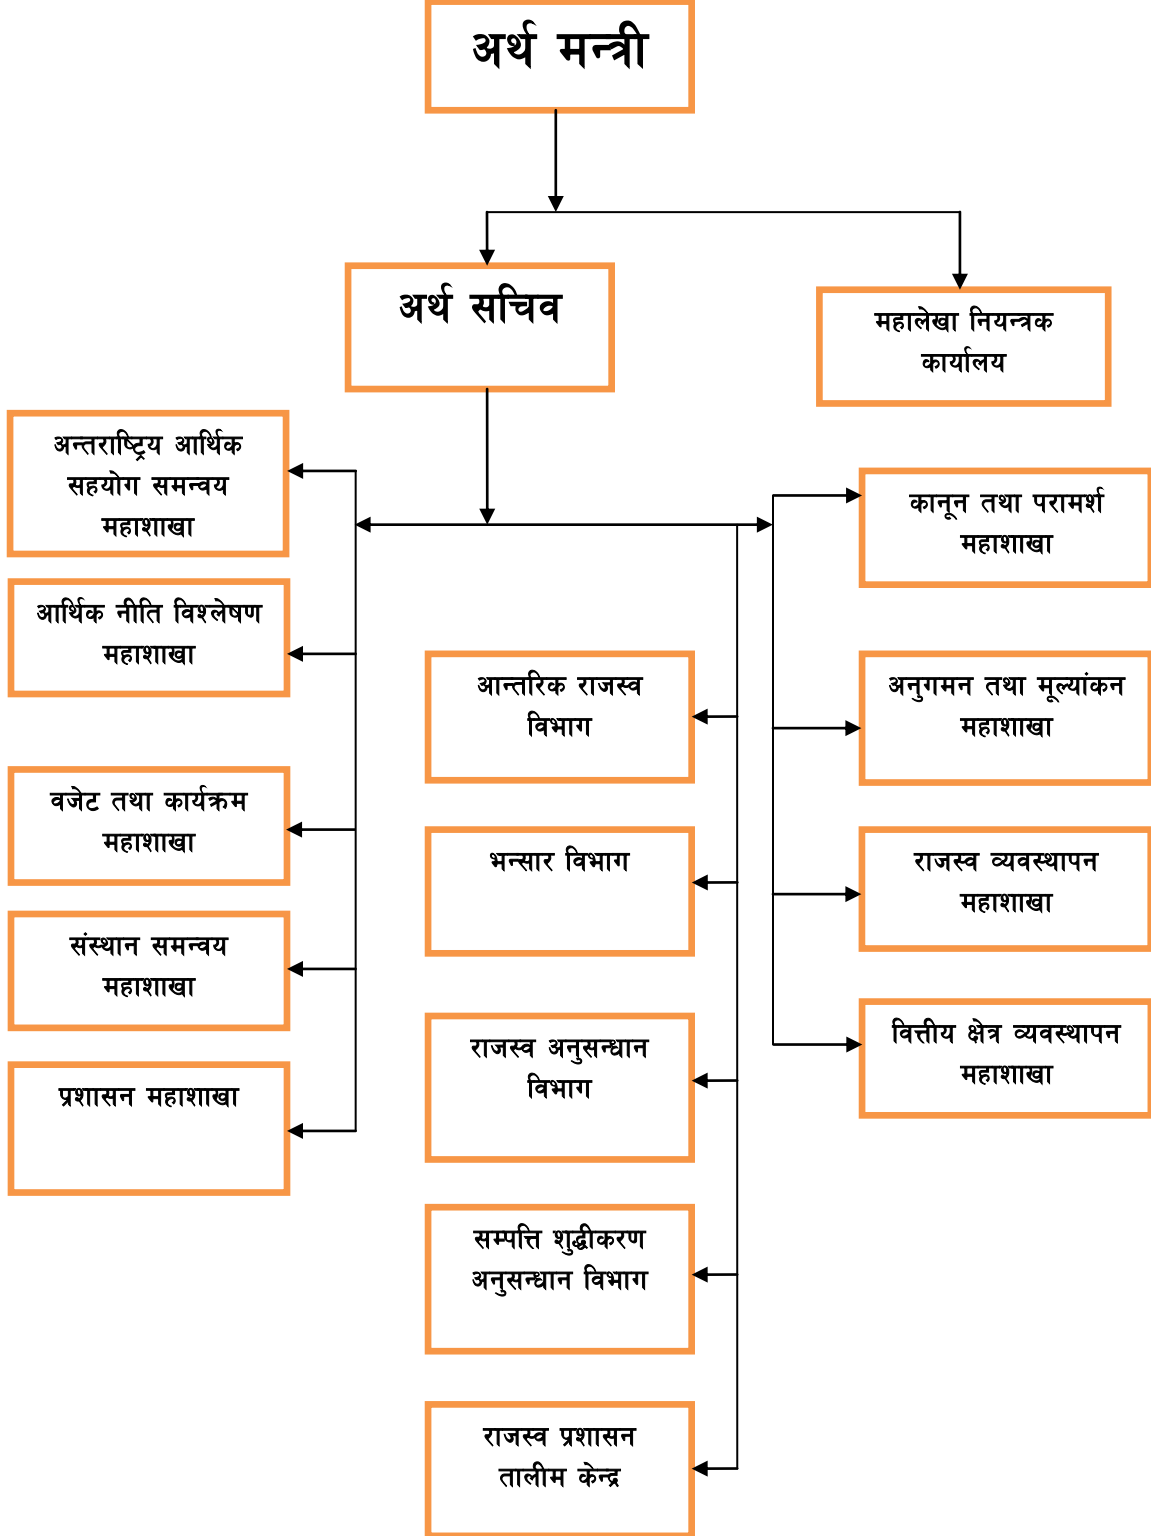 अर्थ मन्त्री
अर्थ सचिव
महालेखा नियन्त्रक
कार्यालय
अन्तराष्ट्रिय आर्थिक
सहयोग समन्वय
महाशाखा
आर्थिक नीति विश्लेषण
महाशाखा
वजेट तथा कार्यक्रम
महाशाखा
संस्थान समन्वय
महाशाखा
प्रशासन महाशाखा
आन्तरिक राजस्व
विभाग
भन्सार विभाग
राजस्व अनुसन्धान
विभाग
सम्पत्ति शुद्धीकरण
अनुसन्धान विभाग
राजस्व प्रशासन
तालीम केन्द्र
कानून तथा परामर्श
महाशाखा
अनुगमन तथा मूल्यांकन
महाशाखा
राजस्व व्यवस्थापन
महाशाखा
वित्तीय क्षेत्र व्यवस्थापन
महाशाखा